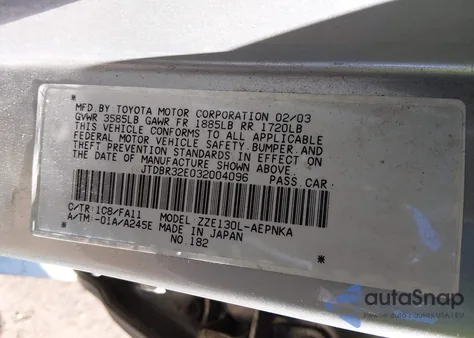 MFD.BY TOYOTA MOTOR CORPORATION 02/03
GVWR 3585LB GAWR FR 1885LB RR 1720LB
THIS VEHICLE CONFORMS TO ALL APPLICABLE
FEDERAL MOTOR VEHICLE SAFETY,BUMPER,AND
THEFT PREVENTION STANDARDS IN EFFECT ON
THE DATE OF MANUFACTURE SHOWN ABOVE.
JTDBR32E032004096 PASS.CAR
C/TR:1C8/FA11 MODEL:ZZE130L-AEPNKA
A/TM:-01A/A245E MADE IN JAPAN
NO.182
autoSnap